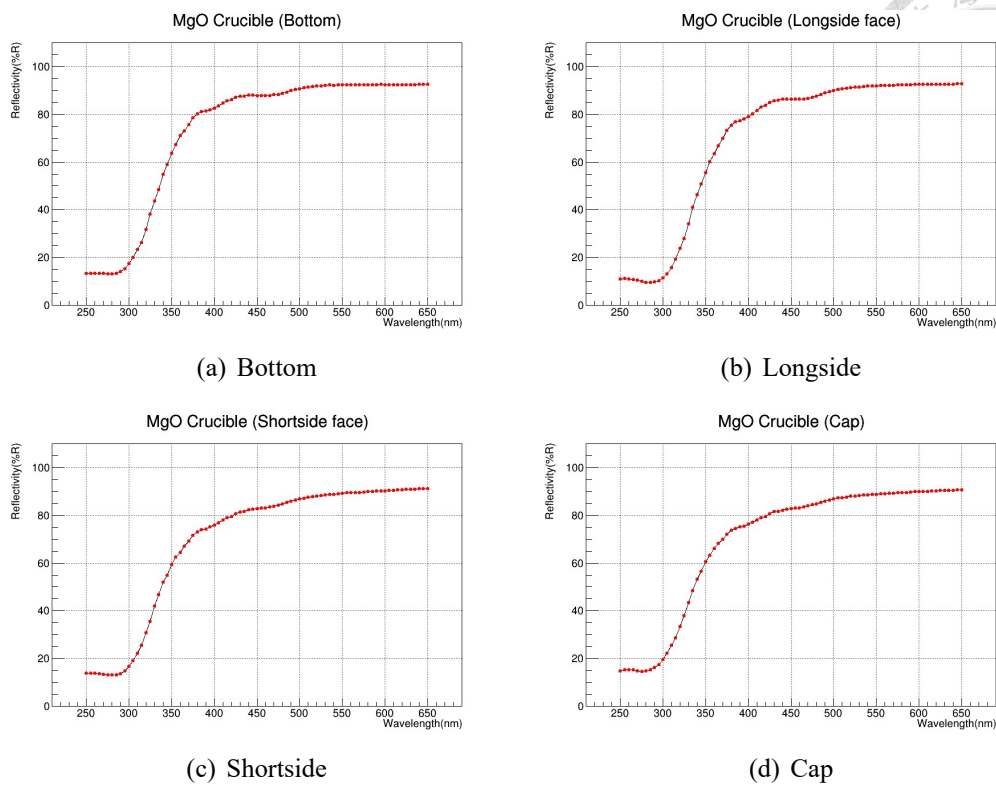 MgO Crucible (Bottom)
Reflectivity(%R)
100
80
60
40
20
0
250 300 350 400 450 500 550 600 650
Wavelength(nm)
(a) Bottom
MgO Crucible (Longside face)
Reflectivity(%R)
100
80
60
40
20
0
250 300 350 400 450 500 550 600 650
Wavelength(nm)
(b) Longside
MgO Crucible (Shortside face)
Reflectivity(%R)
100
80
60
40
20
0
250 300 350 400 450 500 550 600 650
Wavelength(nm)
(c) Shortside
MgO Crucible (Cap)
Reflectivity(%R)
100
80
60
40
20
0
250 300 350 400 450 500 550 600 650
Wavelength(nm)
(d) Cap